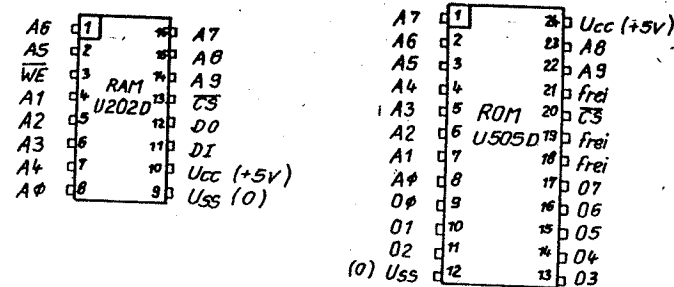 A6 1 16 A7
A5 2 15 A8
W̅E̅ 3 14 A9
A1 4 13 C̅S̅
A2 5 12 DO
A3 6 11 DI
A4 7 10 Ucc (+5V)
AΦ 8 9 Uss (0)
RAM
U202D
A7 1 24 Ucc (+5V)
A6 2 23 A8
A5 3 22 A9
A4 4 21 frei
A3 5 20 C̅S̅
A2 6 19 frei
A1 7 18 frei
AΦ 8 17 07
0Φ 9 16 06
01 10 15 05
02 11 14 04
(0) Uss 12 13 03
ROM
U505D